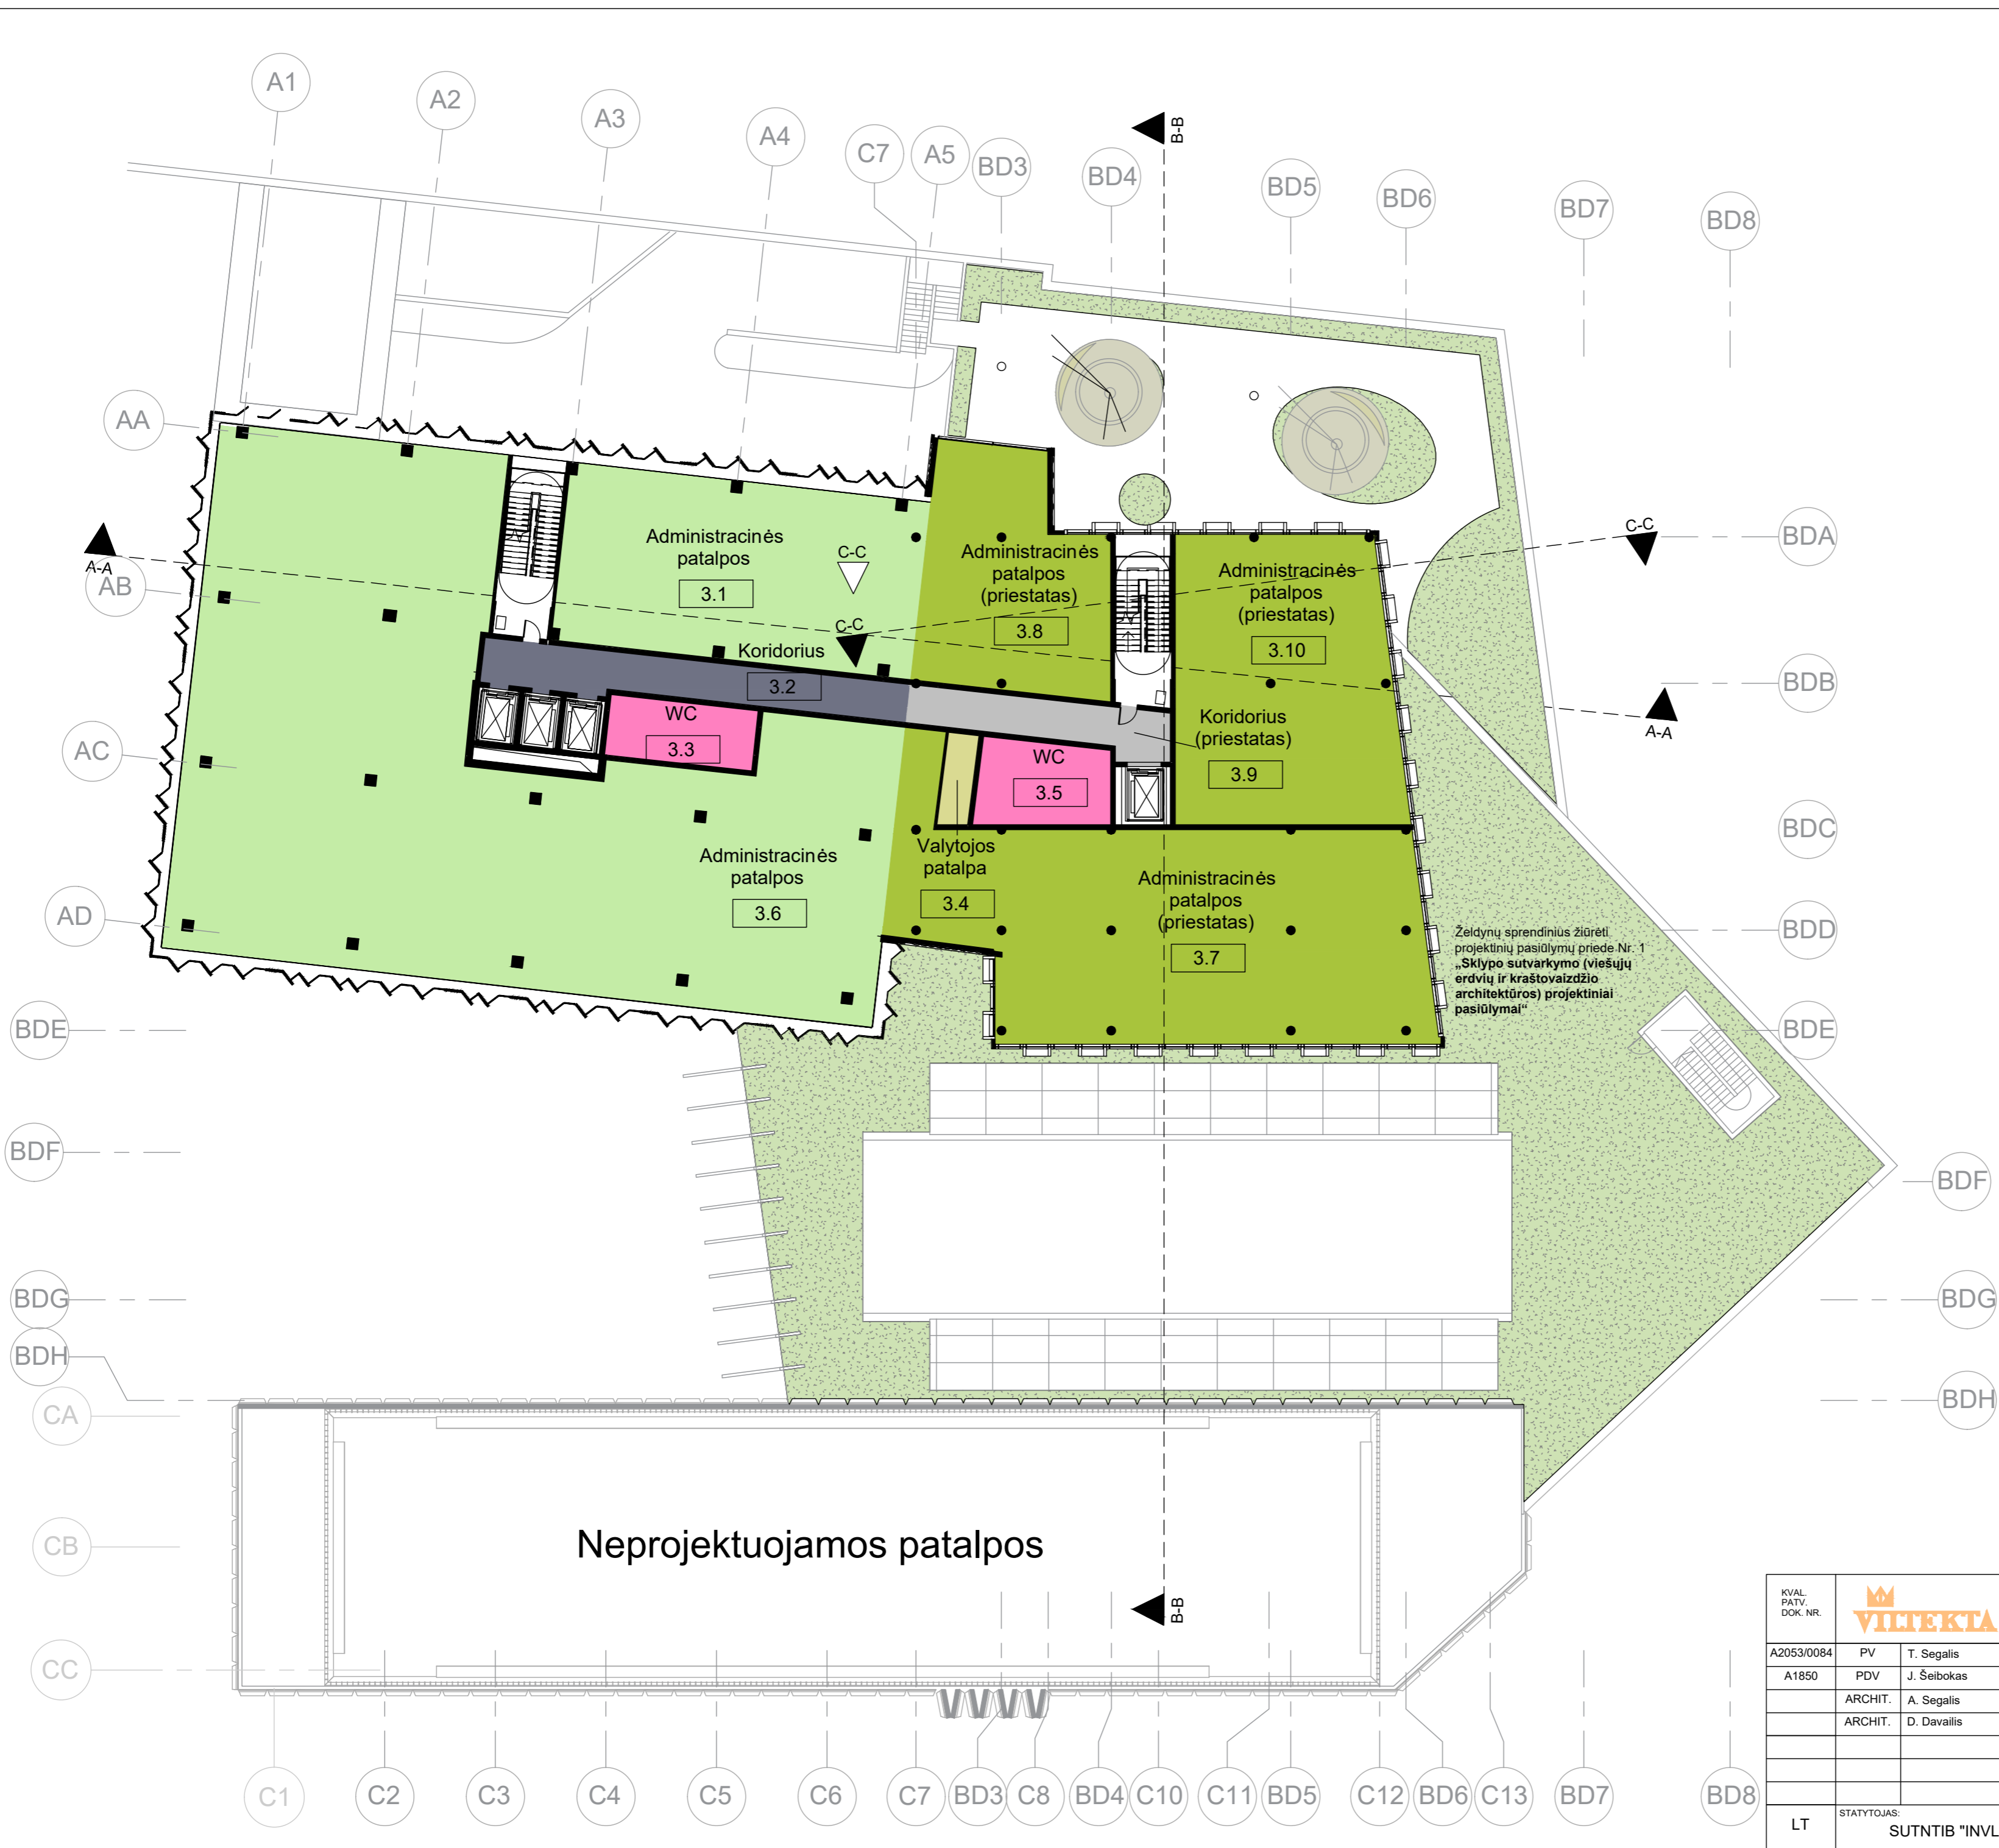 A1
A2
A3
A4
C7
A5
BD3
BD4
B-B
BD5
BD6
BD7
BD8
AA
AB
AC
AD
A-A
C-C
BDA
BDB
BDC
BDD
BDE
Administracinės
patalpos
3.1
C-C
C-C
Administracinės
patalpos
(priestatas)
3.8
Administracinės
patalpos
(priestatas)
3.10
Koridorius
3.2
WC
3.3
Koridorius
(priestatas)
3.9
A-A
WC
3.5
Valytojos
patalpa
3.4
Administracinės
patalpos
3.6
Administracinės
patalpos
(priestatas)
3.7
Želdynų sprendinius žiūrėti
projektinių pasiūlymų priede Nr. 1
„Sklypo sutvarkymo (viešųjų
erdvių ir kraštovaizdžio
architektūros) projektiniai
pasiūlymai“
BDE
BDF
BDG
BDH
CA
CB
CC
BDF
BDG
BDH
Neprojektuojamos patalpos
B-B
C1
C2
C3
C4
C5
C6
C7
BD3
C8
BD4
C10
C11
BD5
C12
BD6
C13
BD7
BD8
KVAL.
PATV.
DOK. NR.
VILTEKTA
A2053/0084 PV T. Segalis
A1850 PDV J. Šeibokas
ARCHIT. A. Segalis
ARCHIT. D. Davailis
LT
STATYTOJAS:
SUTNTIB "INVL